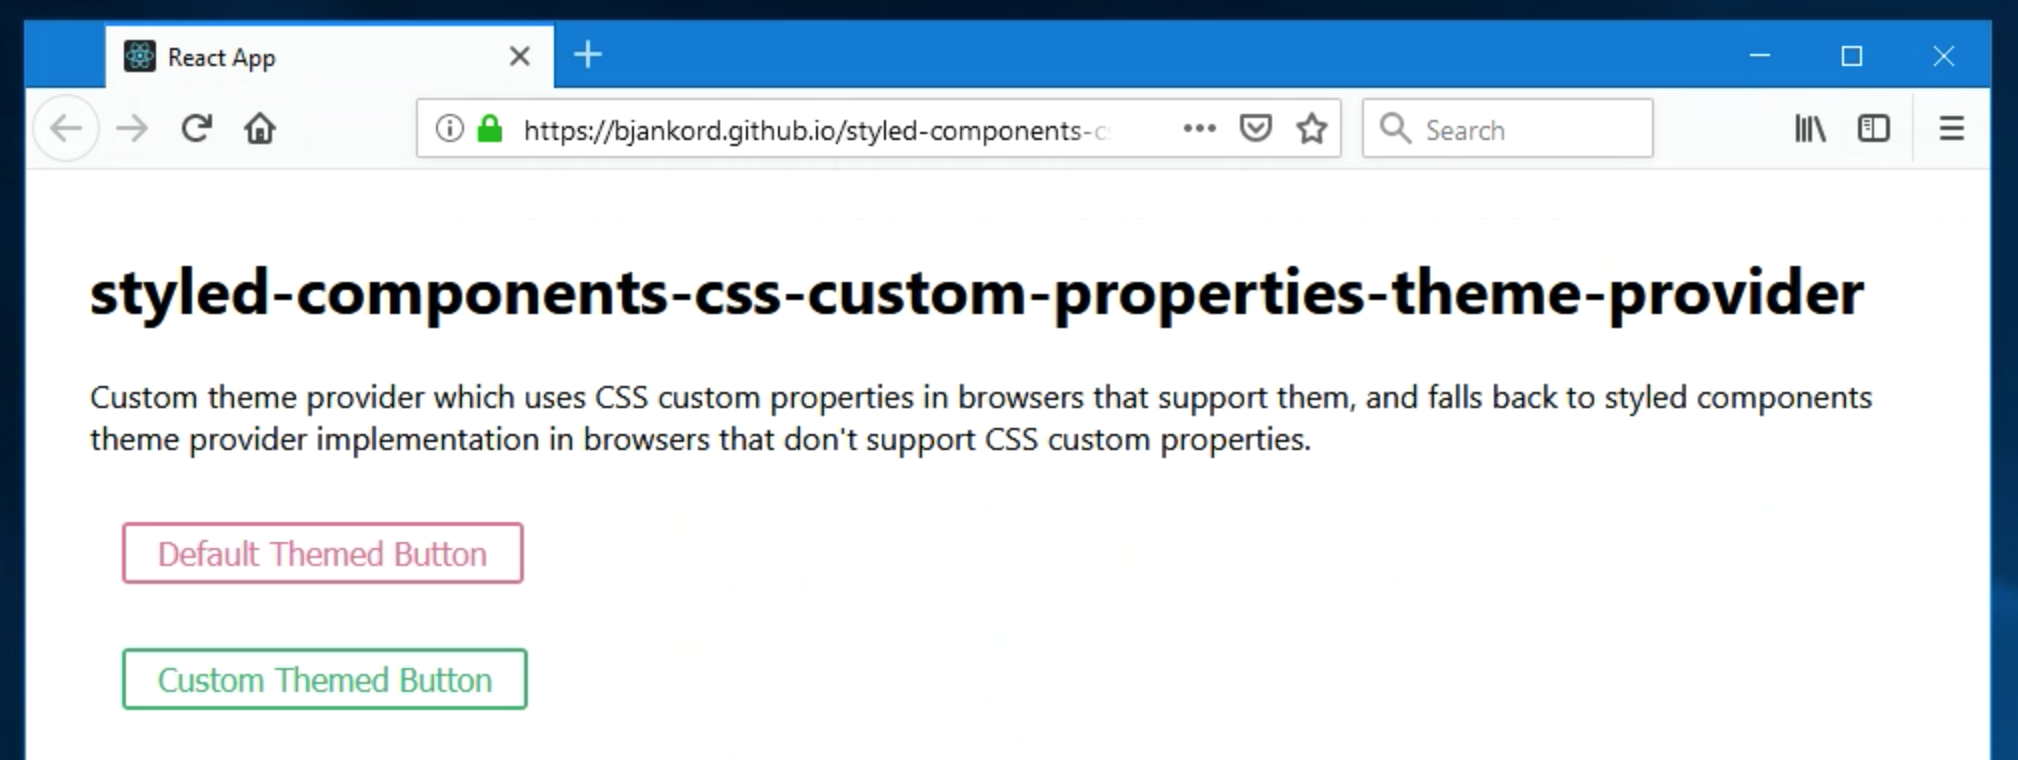 React App
https://bjankord.github.io/styled-components-c
Search
styled-components-css-custom-properties-theme-provider
Custom theme provider which uses CSS custom properties in browsers that support them, and falls back to styled components
theme provider implementation in browsers that don't support CSS custom properties.
Default Themed Button
Custom Themed Button